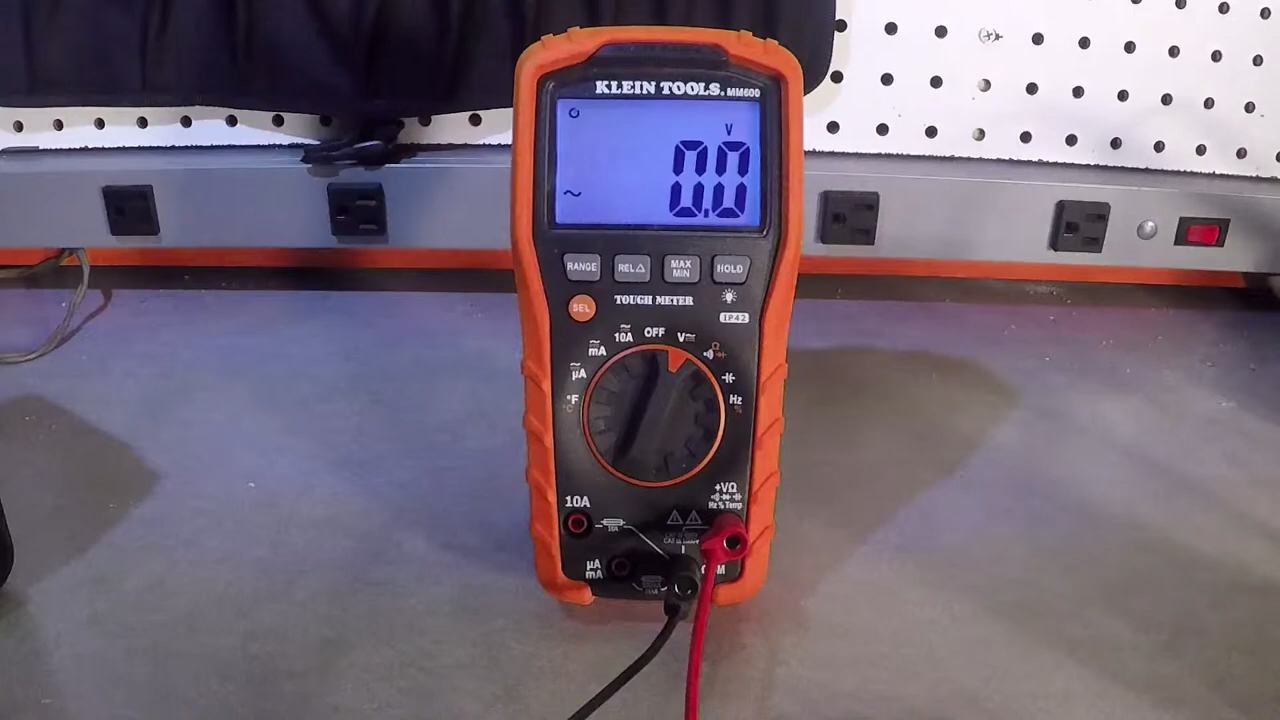 KLEIN TOOLS® MM600
V
0.0
~
RANGE
REL△
MAX
MIN
HOLD
SEL
TOUGH METER
IP42
OFF
10A
V
mA
µA
Ω
°F
°C
Hz
%
10A
+VΩ
Hz % Temp
10A
µA
mA